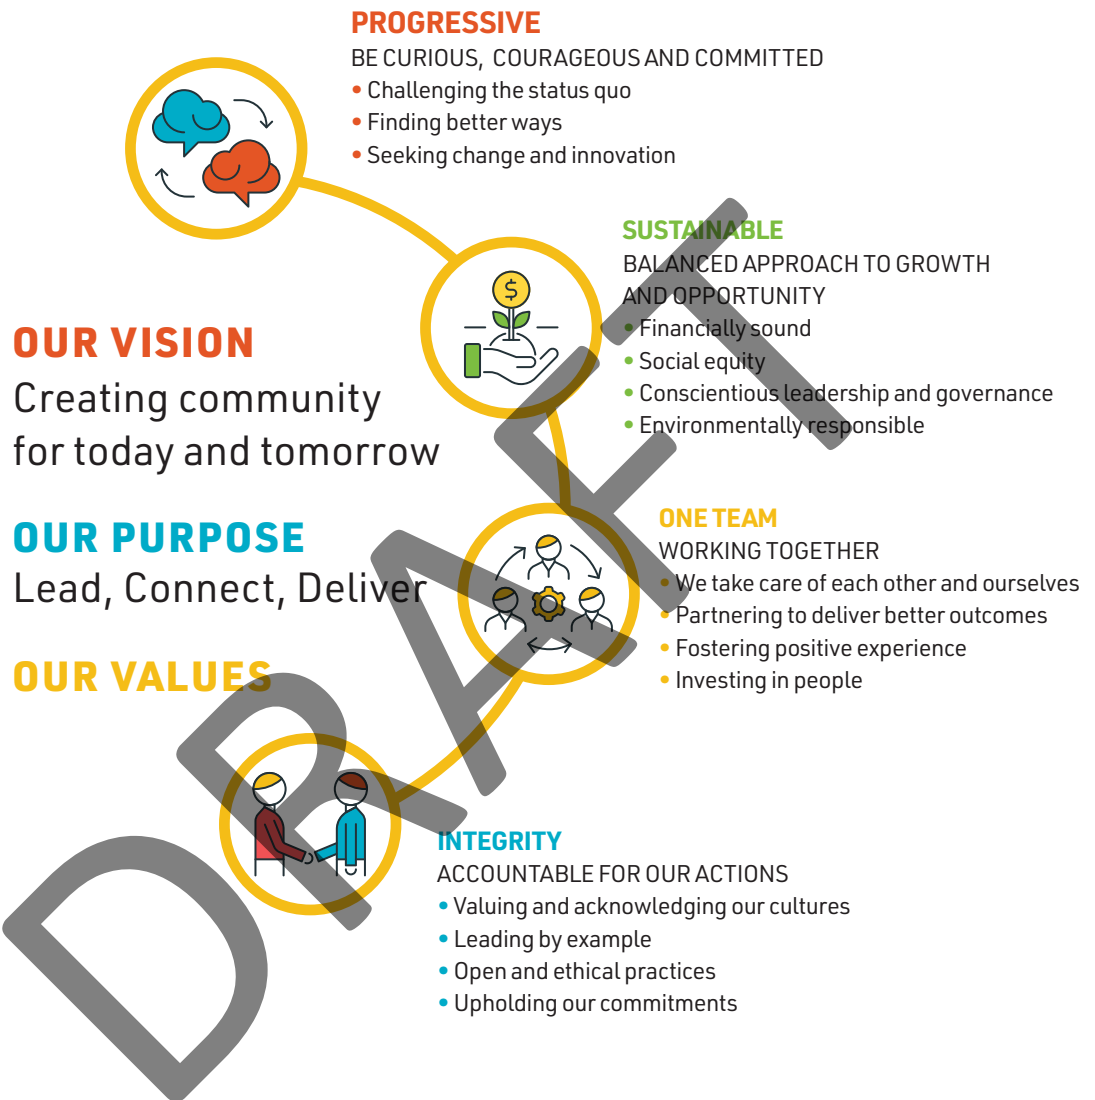 PROGRESSIVE
BE CURIOUS, COURAGEOUS AND COMMITTED
• Challenging the status quo
• Finding better ways
• Seeking change and innovation
SUSTAINABLE
BALANCED APPROACH TO GROWTH
AND OPPORTUNITY
• Financially sound
• Social equity
• Conscientious leadership and governance
• Environmentally responsible
OUR VISION
Creating community
for today and tomorrow
OUR PURPOSE
Lead, Connect, Deliver
OUR VALUES
ONE TEAM
WORKING TOGETHER
• We take care of each other and ourselves
• Partnering to deliver better outcomes
• Fostering positive experience
• Investing in people
INTEGRITY
ACCOUNTABLE FOR OUR ACTIONS
• Valuing and acknowledging our cultures
• Leading by example
• Open and ethical practices
• Upholding our commitments
$
DRAFT